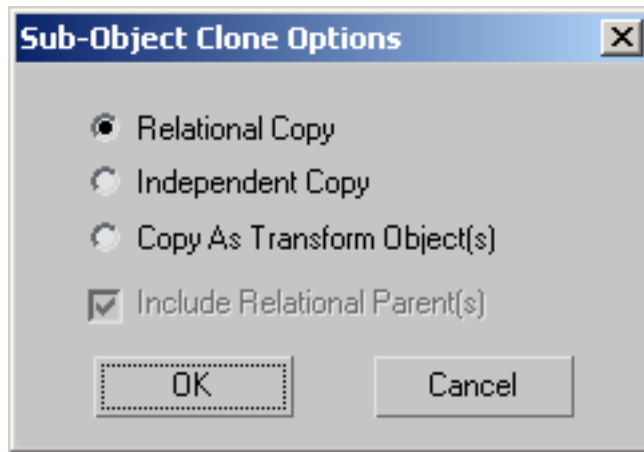 Sub-Object Clone Options
Relational Copy
Independent Copy
Copy As Transform Object(s)
Include Relational Parent(s)
OK
Cancel